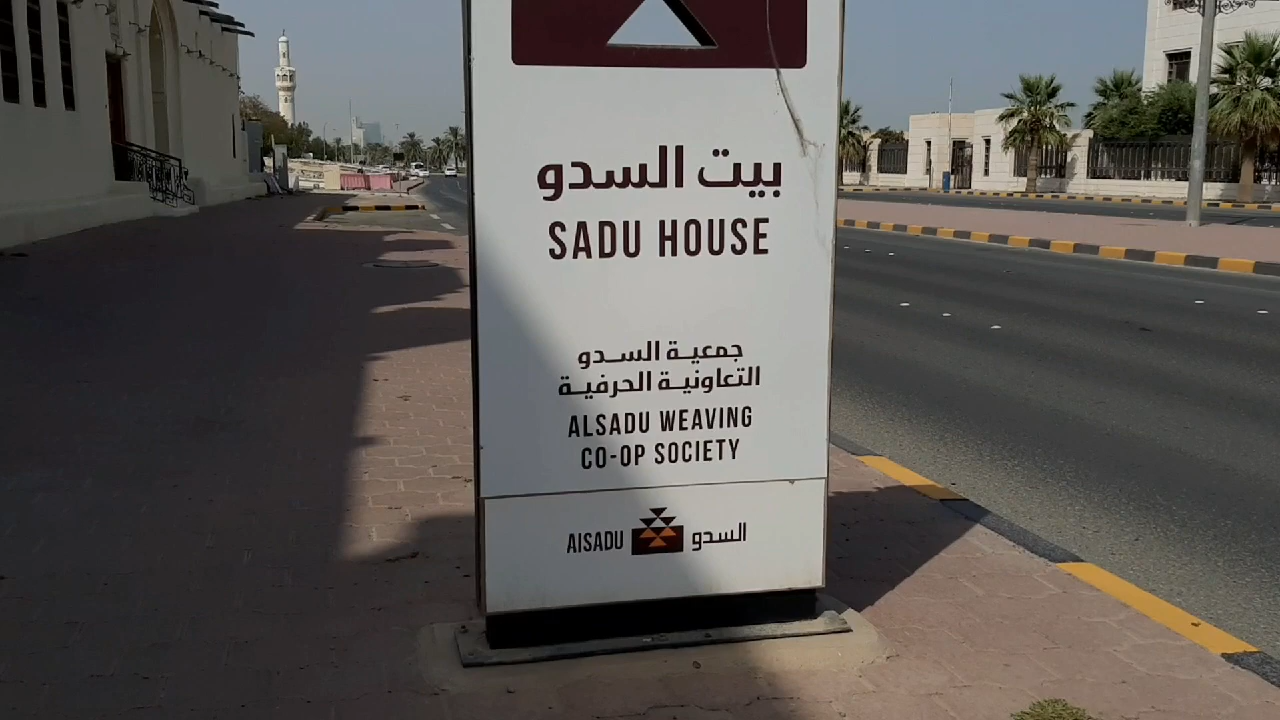 بيت السدو
SADU HOUSE
جمعية السدو
التعاونية الحرفية
ALSADU WEAVING
CO-OP SOCIETY
AlSADU السدو